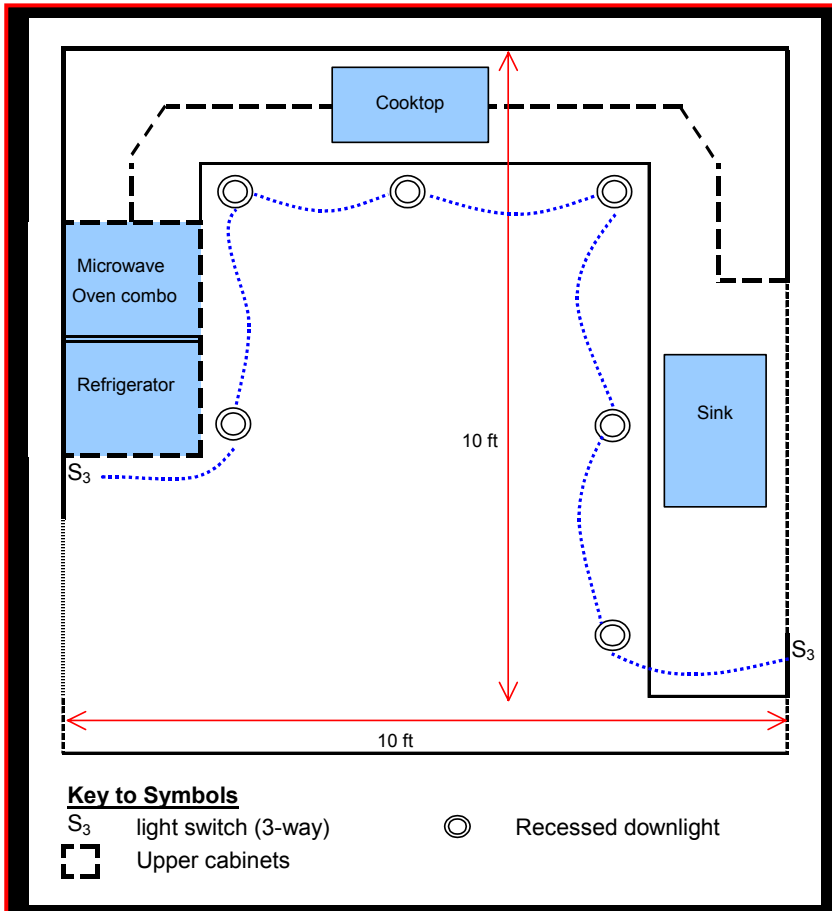 Cooktop
Microwave
Oven combo
Refrigerator
S3
10 ft
Sink
S3
10 ft
Key to Symbols
S3 light switch (3-way) Recessed downlight
Upper cabinets